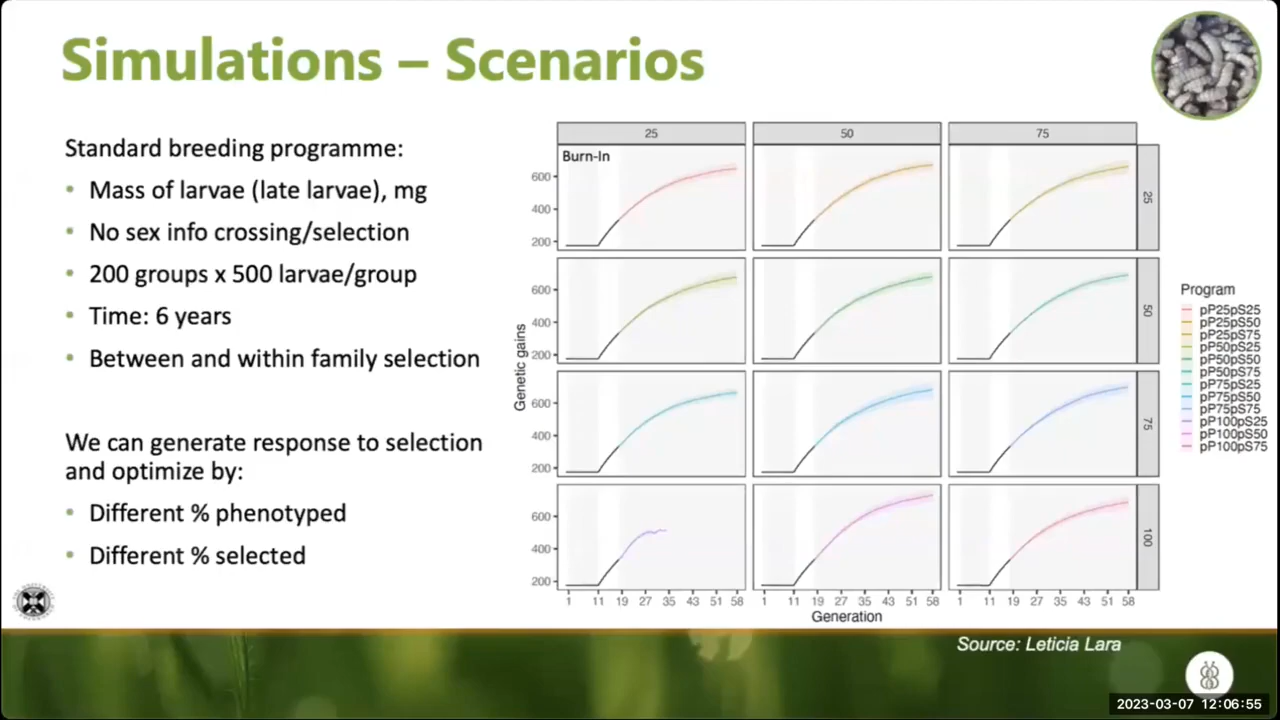 Simulations – Scenarios
Standard breeding programme:
• Mass of larvae (late larvae), mg
• No sex info crossing/selection
• 200 groups x 500 larvae/group
• Time: 6 years
• Between and within family selection
We can generate response to selection
and optimize by:
• Different % phenotyped
• Different % selected
25 50 75
Burn-In
600
400
200
25
600
400
200
50
600
400
200
75
600
400
200
100
Genetic gains
1 11 19 27 35 43 51 58 1 11 19 27 35 43 51 58 1 11 19 27 35 43 51 58
Generation
Program
pP25pS25
pP25pS50
pP25pS75
pP50pS25
pP50pS50
pP50pS75
pP75pS25
pP75pS50
pP75pS75
pP100pS25
pP100pS50
pP100pS75
Source: Leticia Lara
2023-03-07 12:06:55